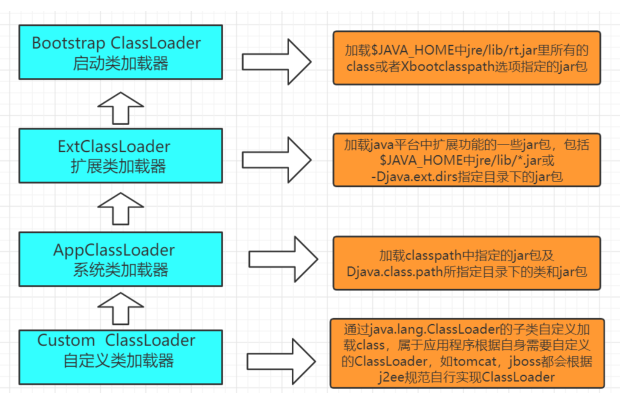 Bootstrap ClassLoader
启动类加载器
加载$JAVA_HOME中jre/lib/rt.jar里所有的
class或者Xbootclasspath选项指定的jar包
ExtClassLoader
扩展类加载器
加载java平台中扩展功能的一些jar包，包括
$JAVA_HOME中jre/lib/*.jar或
-Djava.ext.dirs指定目录下的jar包
AppClassLoader
系统类加载器
加载classpath中指定的jar包及
Djava.class.path所指定目录下的类和jar包
Custom ClassLoader
自定义类加载器
通过java.lang.ClassLoader的子类自定义加
载class，属于应用程序根据自身需要自定义
的ClassLoader，如tomcat，jboss都会根据
j2ee规范自行实现ClassLoader